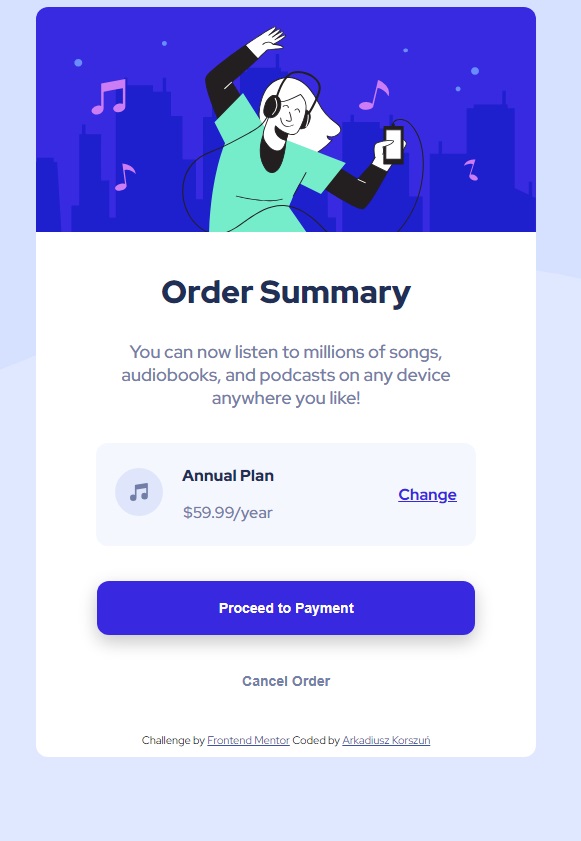 Order Summary
You can now listen to millions of songs,
audiobooks, and podcasts on any device
anywhere you like!
Annual Plan
$59.99/year
Change
Proceed to Payment
Cancel Order
Challenge by Frontend Mentor Coded by Arkadiusz Korszuń